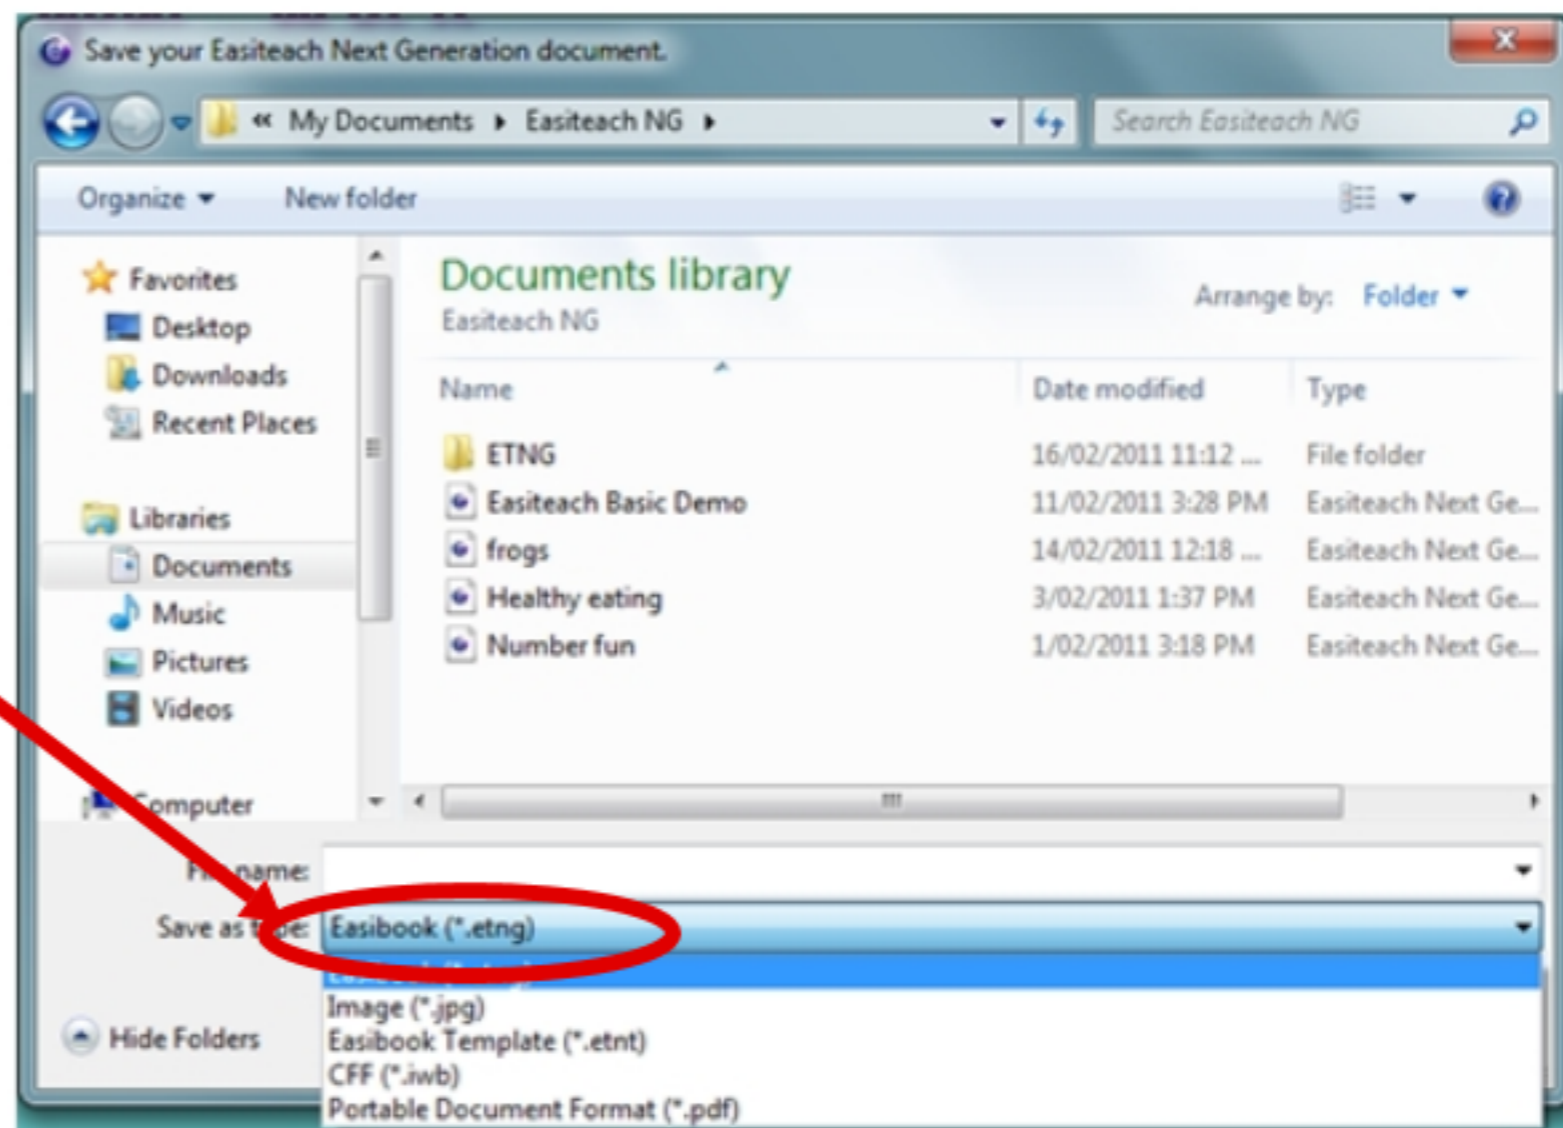 Save your Easiteach Next Generation document.
« My Documents Easiteach NG
Search Easiteach NG
Organize New folder
Favorites
Desktop
Downloads
Recent Places
Libraries
Documents
Music
Pictures
Videos
Computer
Documents library
Easiteach NG
Arrange by: Folder
Name Date modified Type
ETNG 16/02/2011 11:12 ... File folder
Easiteach Basic Demo 11/02/2011 3:28 PM Easiteach Next Ge...
frogs 14/02/2011 12:18 ... Easiteach Next Ge...
Healthy eating 3/02/2011 1:37 PM Easiteach Next Ge...
Number fun 1/02/2011 3:18 PM Easiteach Next Ge...
File name:
Save as type: Easibook (*.etng)
Image (*.jpg)
Easibook Template (*.etnt)
CFF (*.iwb)
Portable Document Format (*.pdf)
Hide Folders